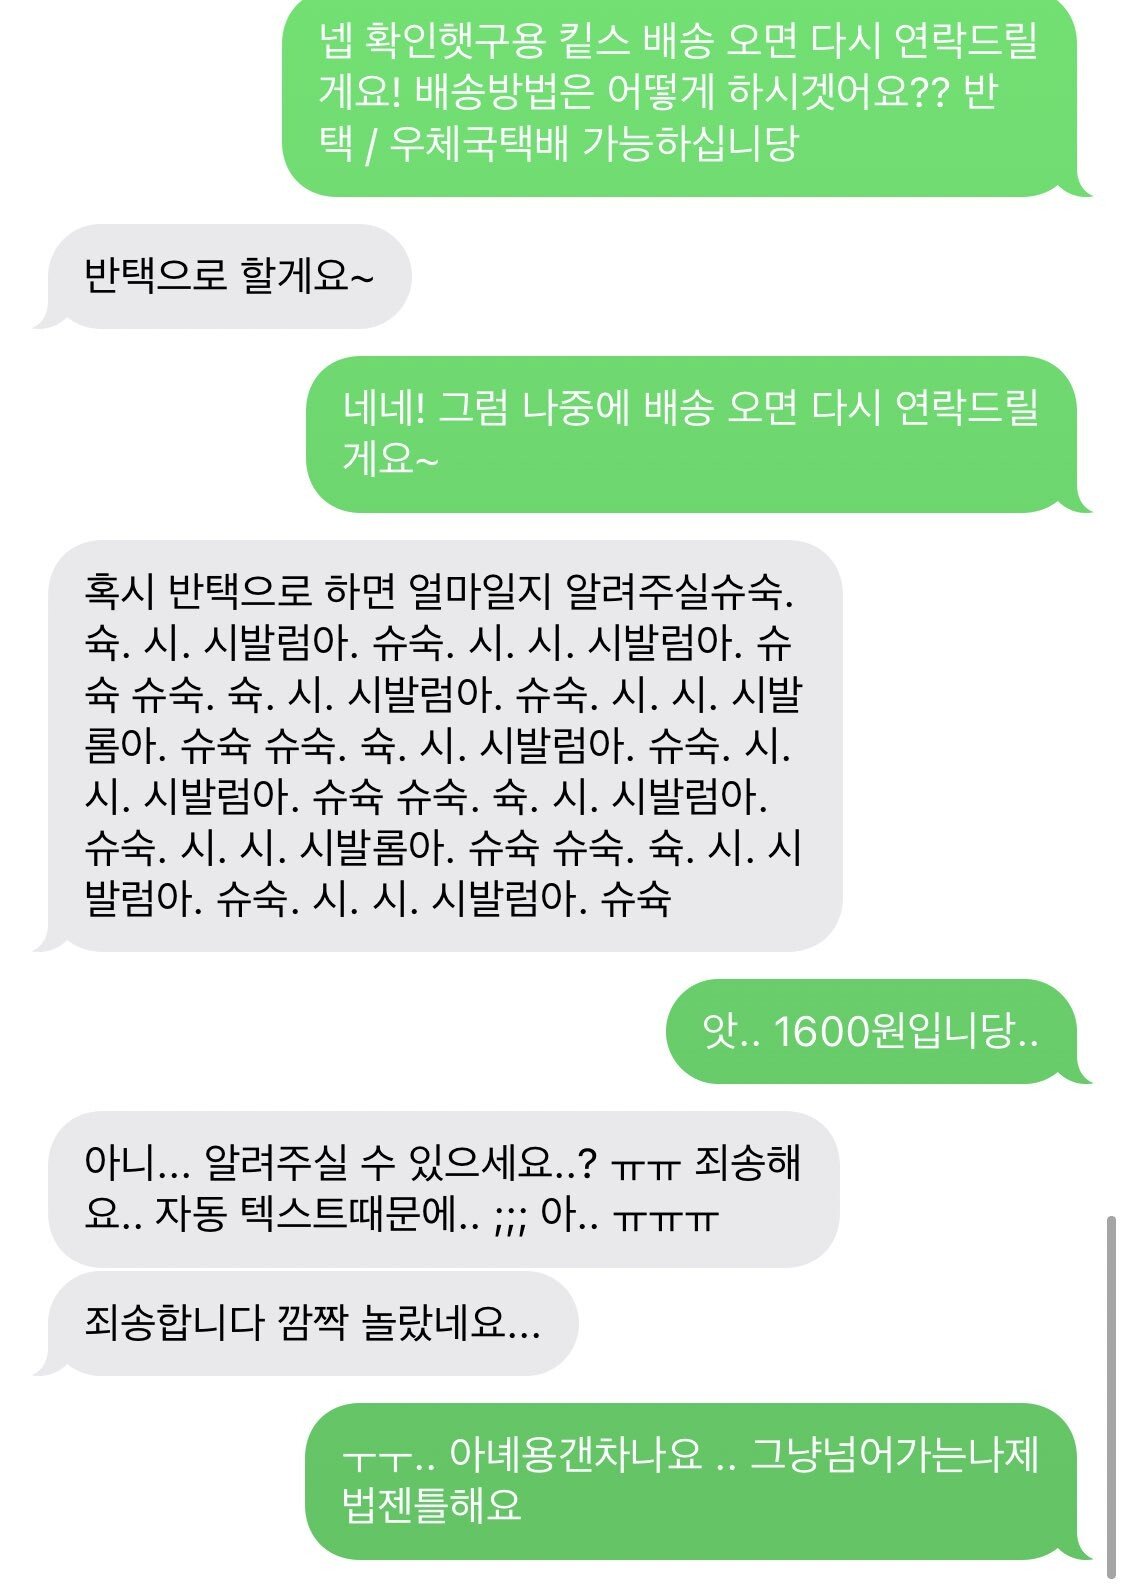 넵 확인햇구용 킽스 배송 오면 다시 연락드릴
게요! 배송방법은 어떻게 하시겟어요?? 반
택 / 우체국택배 가능하십니당
반택으로 할게요~
네네! 그럼 나중에 배송 오면 다시 연락드릴
게요~
혹시 반택으로 하면 얼마일지 알려주실슈숙.
슉. 시. 시발럼아. 슈숙. 시. 시. 시발럼아. 슈
슉 슈숙. 슉. 시. 시발럼아. 슈숙. 시. 시. 시발
롬아. 슈슉 슈숙. 슉. 시. 시발럼아. 슈숙. 시.
시. 시발럼아. 슈슉 슈숙. 슉. 시. 시발럼아.
슈숙. 시. 시. 시발롬아. 슈슉 슈숙. 슉. 시. 시
발럼아. 슈숙. 시. 시. 시발럼아. 슈슉
앗.. 1600원입니당..
아니... 알려주실 수 있으세요..? ㅠㅠ 죄송해
요.. 자동 텍스트때문에.. ;;; 아.. ㅠㅠㅠ
죄송합니다 깜짝 놀랐네요...
ㅜㅜ.. 아녜용갠차나요 .. 그냥넘어가는나제
법젠틀해요